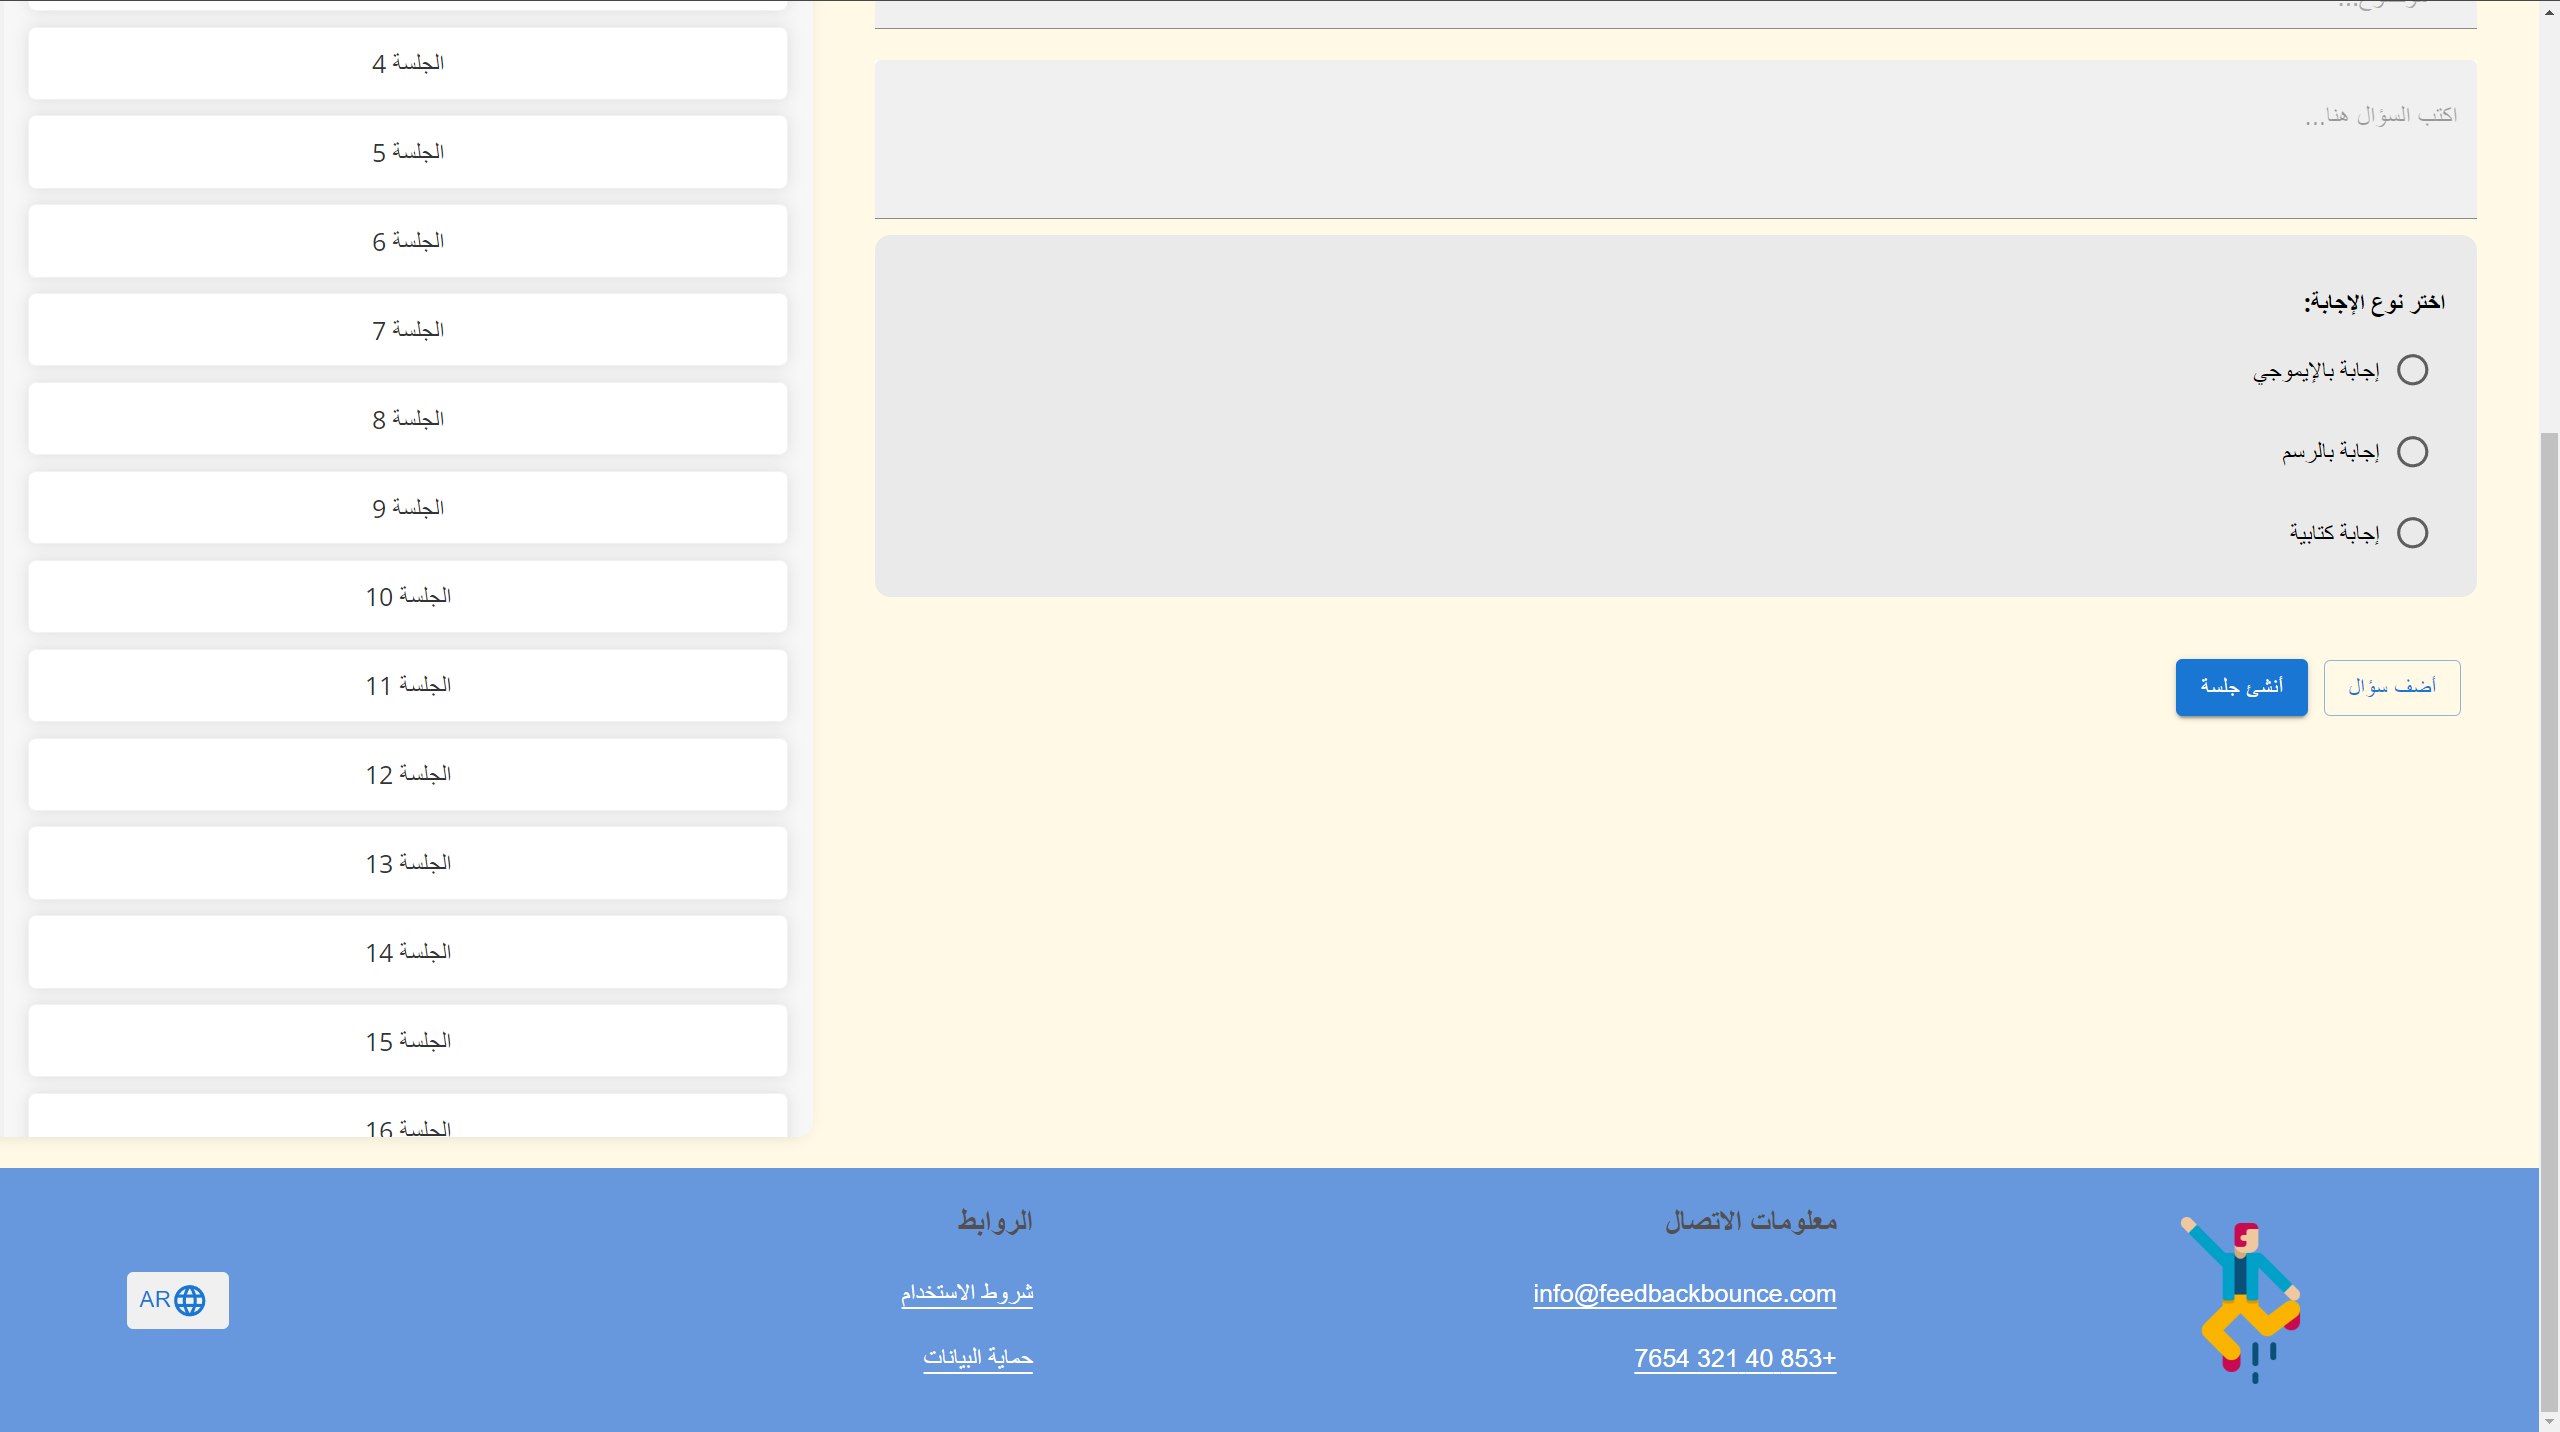 اكتب السؤال هنا...
اختر نوع الإجابة:
إجابة بالإيموجي
إجابة بالرسم
إجابة كتابية
أضف سؤال
أنشئ جلسة
الجلسة 4
الجلسة 5
الجلسة 6
الجلسة 7
الجلسة 8
الجلسة 9
الجلسة 10
الجلسة 11
الجلسة 12
الجلسة 13
الجلسة 14
الجلسة 15
الجلسة 16
معلومات الاتصال
info@feedbackbounce.com
7654 321 40 853+
الروابط
شروط الاستخدام
حماية البيانات
AR